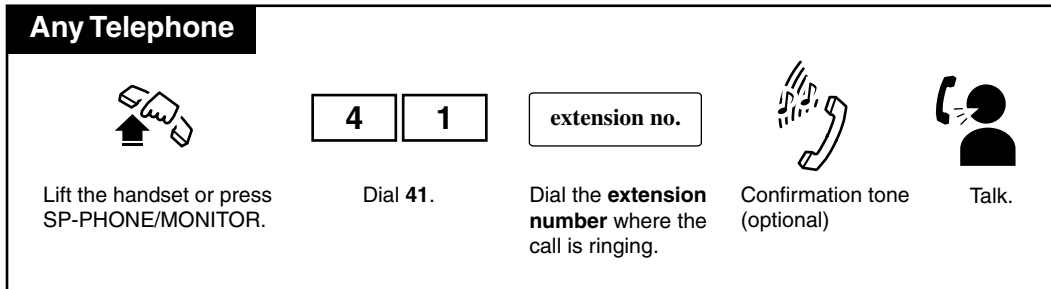 Any Telephone
4 1
extension no.
Lift the handset or press
SP-PHONE/MONITOR.
Dial 41.
Dial the extension
number where the
call is ringing.
Confirmation tone
(optional)
Talk.